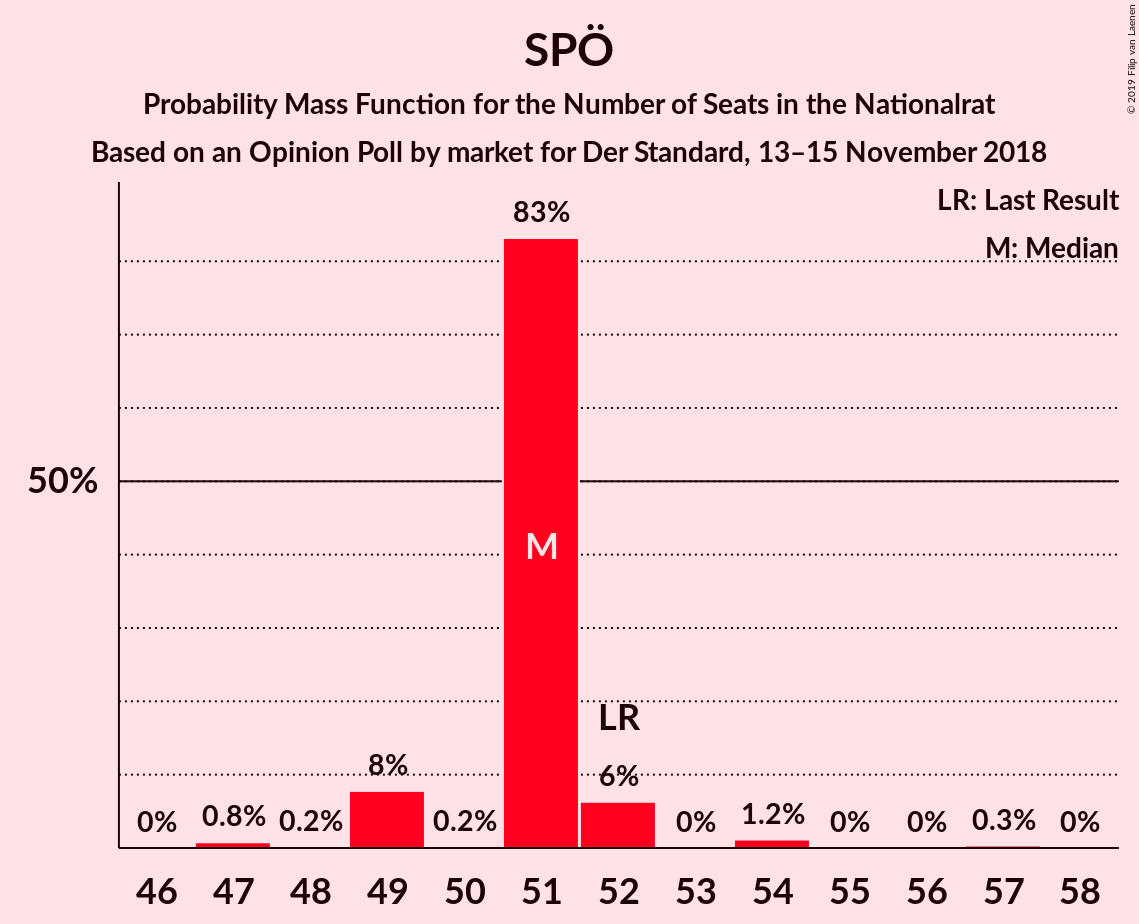 SPÖ
Probability Mass Function for the Number of Seats in the Nationalrat
Based on an Opinion Poll by market for Der Standard, 13–15 November 2018
© 2019 Filip van Laenen
LR: Last Result
M: Median
83%
50%
M
LR
8%
6%
0% 0.8% 0.2% 0.2% 0% 1.2% 0% 0% 0.3% 0%
46 47 48 49 50 51 52 53 54 55 56 57 58